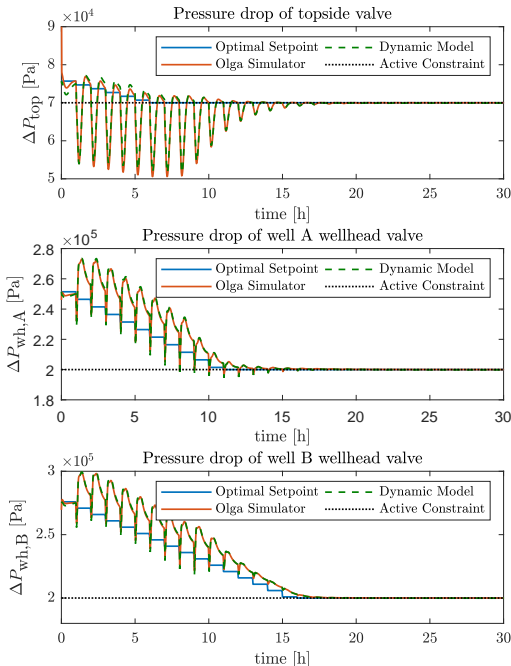 Pressure drop of topside valve
×10⁴
9
8
7
6
5
ΔP_top [Pa]
Optimal Setpoint
Olga Simulator
Dynamic Model
Active Constraint
0 5 10 15 20 25 30
time [h]
Pressure drop of well A wellhead valve
×10⁵
2.8
2.6
2.4
2.2
2
1.8
ΔP_wh,A [Pa]
Optimal Setpoint
Olga Simulator
Dynamic Model
Active Constraint
0 5 10 15 20 25 30
time [h]
Pressure drop of well B wellhead valve
×10⁵
3
2.5
2
ΔP_wh,B [Pa]
Optimal Setpoint
Olga Simulator
Dynamic Model
Active Constraint
0 5 10 15 20 25 30
time [h]